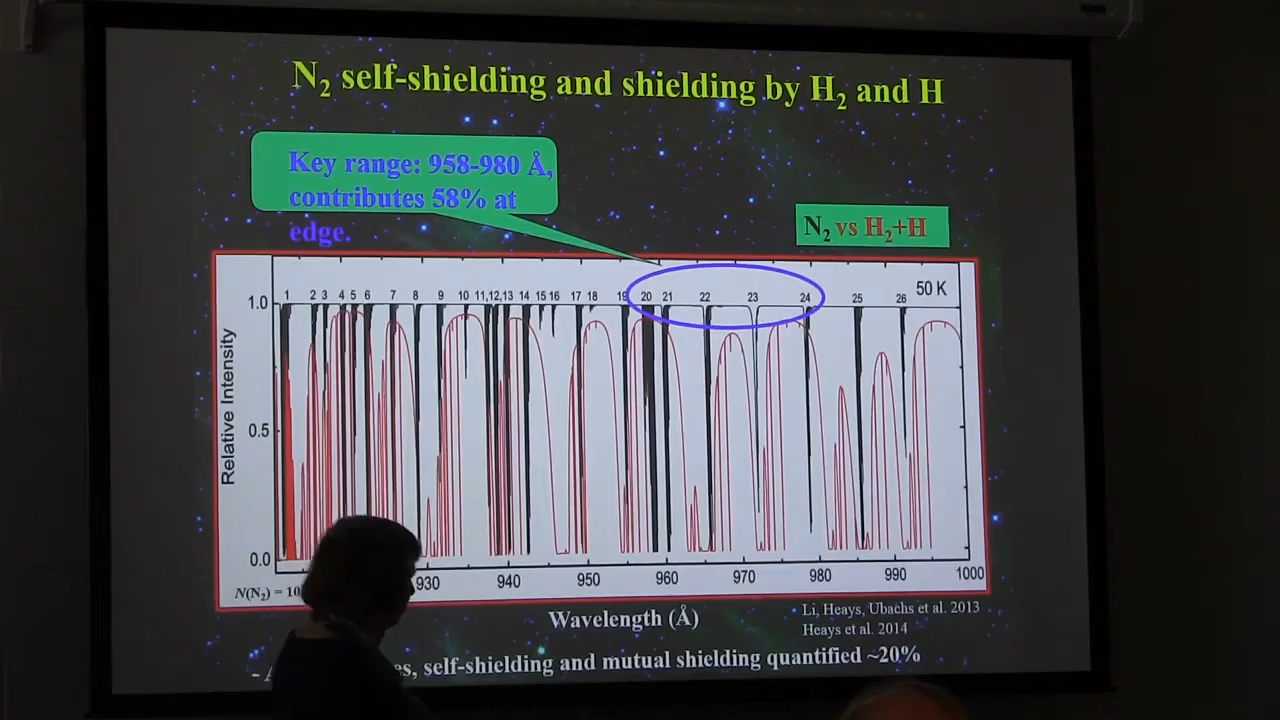 N₂ self-shielding and shielding by H₂ and H
Key range: 958-980 Å,
contributes 58% at
edge.
N₂ vs H₂+H
1 2 3 4 5 6 7 8 9 10 11,12,13 14 15 16 17 18 19 20 21 22 23 24 25 26
50 K
1.0
0.5
0.0
Relative Intensity
N(N₂) = 10
930 940 950 960 970 980 990 1000
Wavelength (Å)
Li, Heays, Ubachs et al. 2013
Heays et al. 2014
self-shielding and mutual shielding quantified ~20%